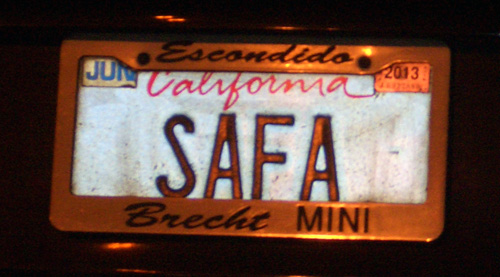 Escondido
JUN California 2013
SAFA
Brecht MINI